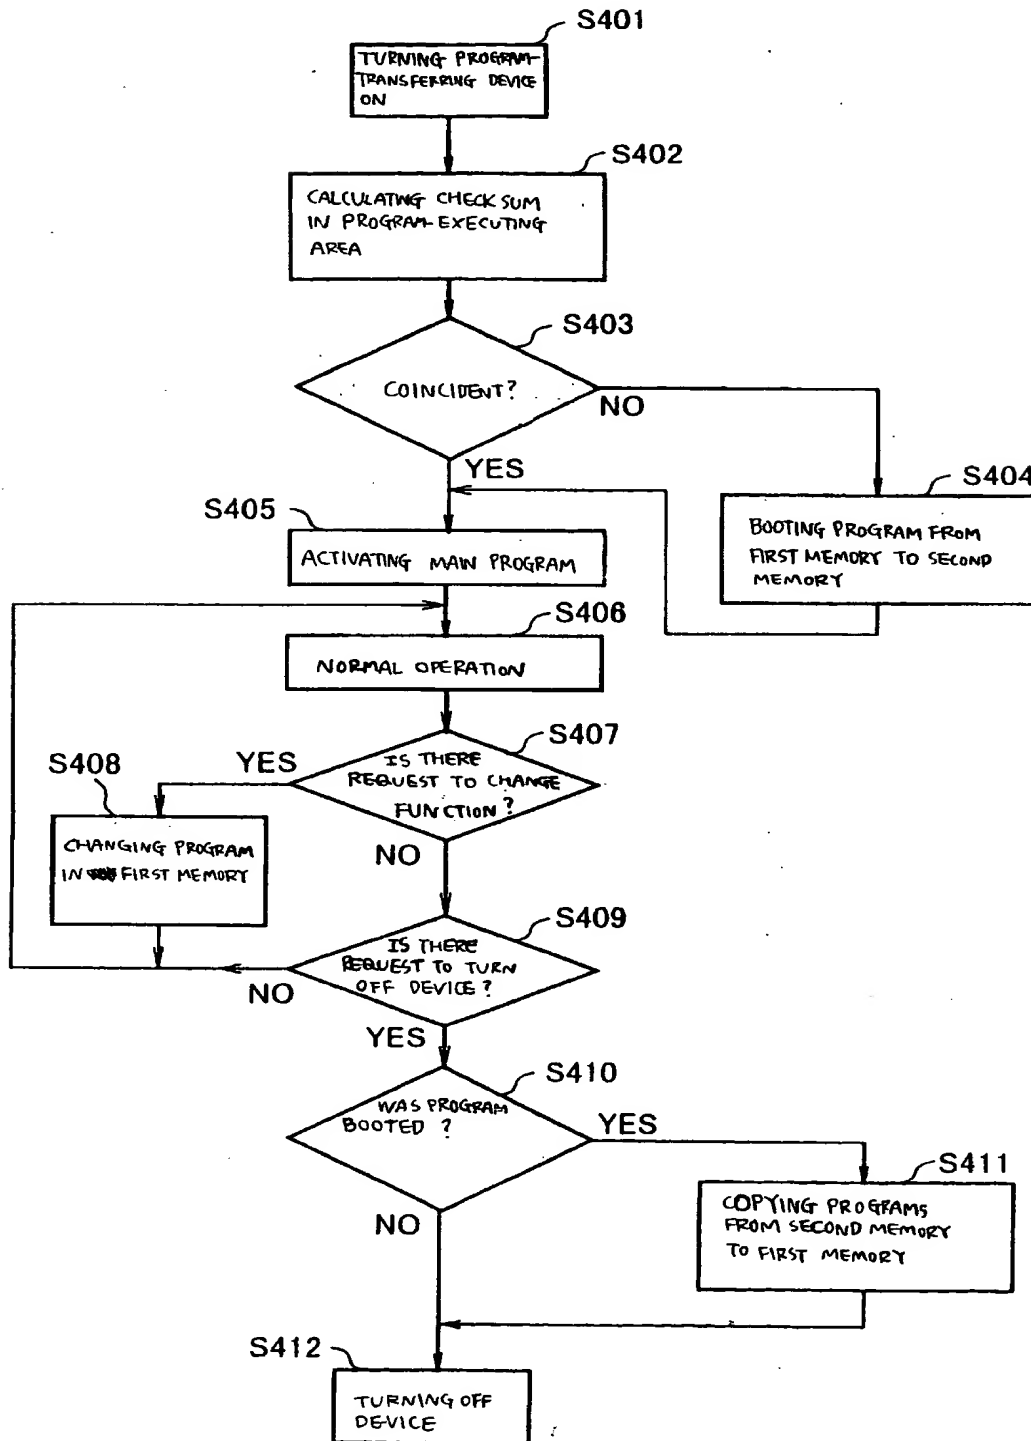 S401
TURNING PROGRAM-
TRANSFERRING DEVICE
ON
S402
CALCULATING CHECK SUM
IN PROGRAM-EXECUTING
AREA
S403
COINCIDENT?
NO
YES
S404
BOOTING PROGRAM FROM
FIRST MEMORY TO SECOND
MEMORY
S405
ACTIVATING MAIN PROGRAM
S406
NORMAL OPERATION
S407
IS THERE
REQUEST TO CHANGE
FUNCTION?
YES
NO
S408
CHANGING PROGRAM
IN FIRST MEMORY
S409
IS THERE
REQUEST TO TURN
OFF DEVICE?
NO
YES
S410
WAS PROGRAM
BOOTED ?
YES
NO
S411
COPYING PROGRAMS
FROM SECOND MEMORY
TO FIRST MEMORY
S412
TURNING OFF
DEVICE